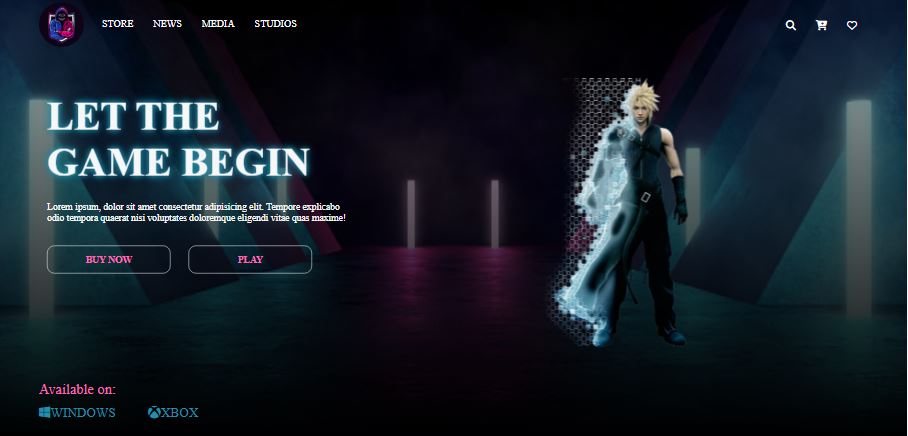 STORE NEWS MEDIA STUDIOS
LET THE
GAME BEGIN
Lorem ipsum, dolor sit amet consectetur adipisicing elit. Tempore explicabo
odio tempora quaerat nisi voluptates doloremque eligendi vitae quas maxime!
BUY NOW PLAY
Available on:
WINDOWS XBOX